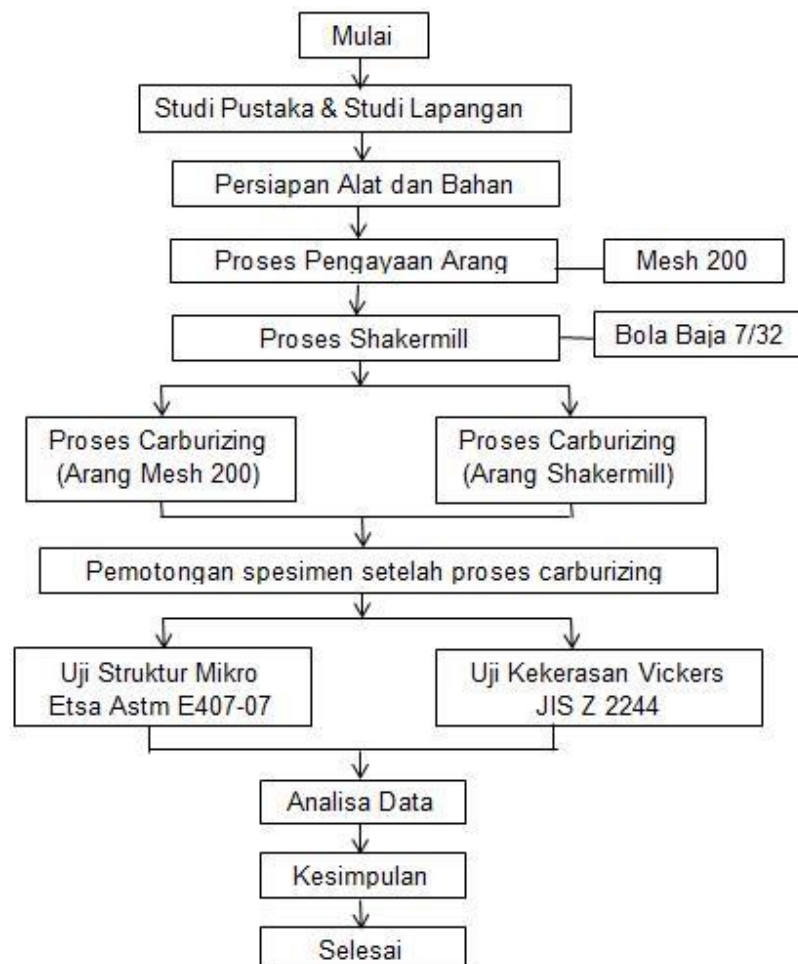 Mulai
Studi Pustaka & Studi Lapangan
Persiapan Alat dan Bahan
Proses Pengayaan Arang
Mesh 200
Proses Shakermill
Bola Baja 7/32
Proses Carburizing
(Arang Mesh 200)
Proses Carburizing
(Arang Shakermill)
Pemotongan spesimen setelah proses carburizing
Uji Struktur Mikro
Etsa Astm E407-07
Uji Kekerasan Vickers
JIS Z 2244
Analisa Data
Kesimpulan
Selesai